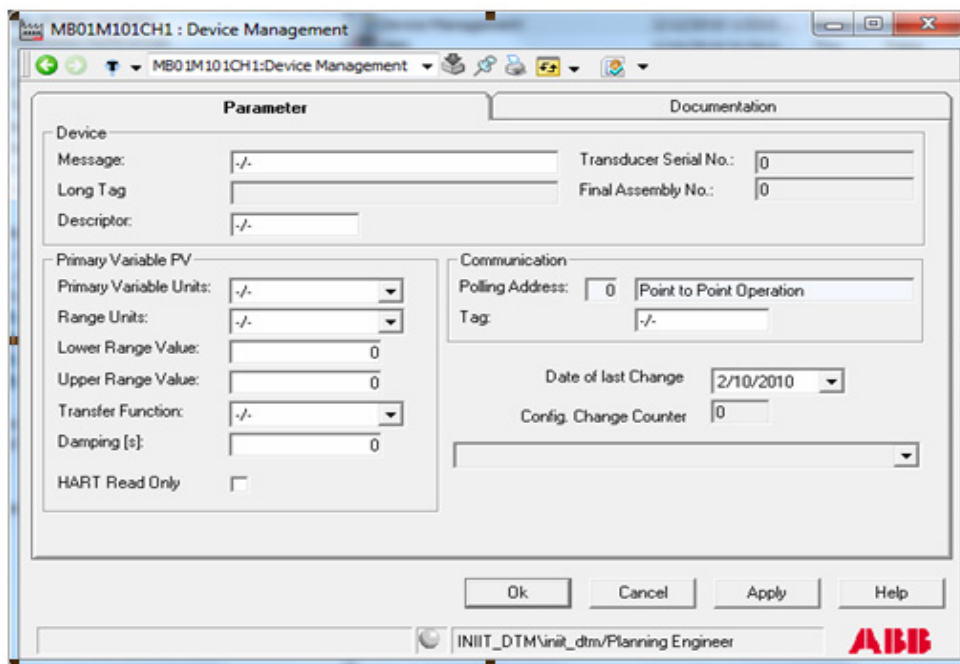 MB01M101CH1 : Device Management
MB01M101CH1:Device Management
Parameter
Documentation
Device
Message: -/-
Transducer Serial No.: 0
Long Tag
Final Assembly No.: 0
Descriptor: -/-
Primary Variable PV
Primary Variable Units: -/-
Range Units: -/-
Lower Range Value: 0
Upper Range Value: 0
Transfer Function: -/-
Damping [s]: 0
HART Read Only
Communication
Polling Address: 0 Point to Point Operation
Tag: -/-
Date of last Change 2/10/2010
Config. Change Counter 0
Ok
Cancel
Apply
Help
INIIT_DTM\iniit_dtm/Planning Engineer
ABB